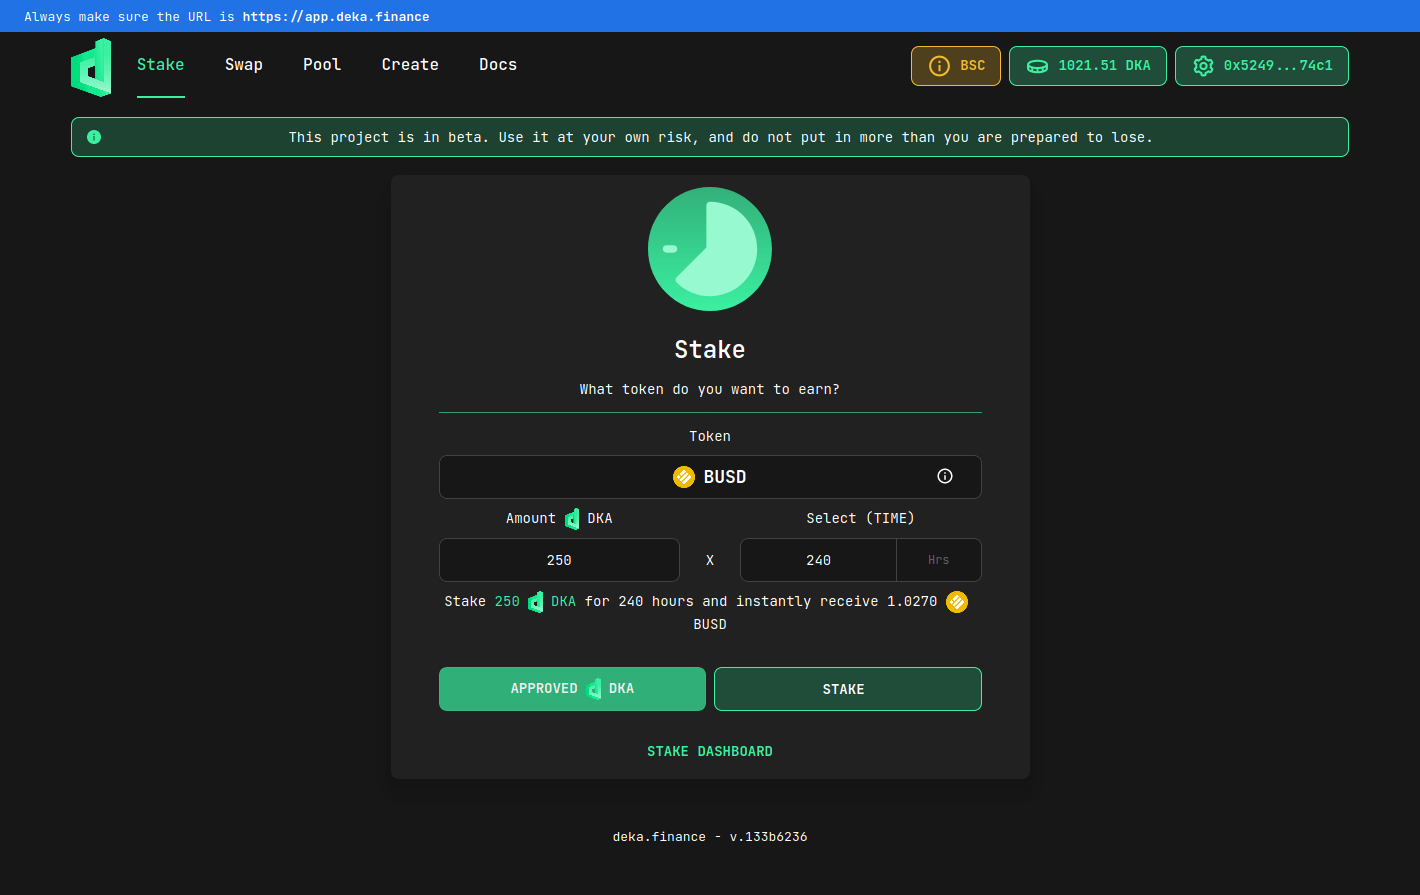 Always make sure the URL is https://app.deka.finance
Stake Swap Pool Create Docs BSC 1021.51 DKA 0x5249...74c1
This project is in beta. Use it at your own risk, and do not put in more than you are prepared to lose.
Stake
What token do you want to earn?
Token
BUSD
Amount DKA Select (TIME)
250 X 240 Hrs
Stake 250 DKA for 240 hours and instantly receive 1.0270
BUSD
APPROVED DKA STAKE
STAKE DASHBOARD
deka.finance - v.133b6236